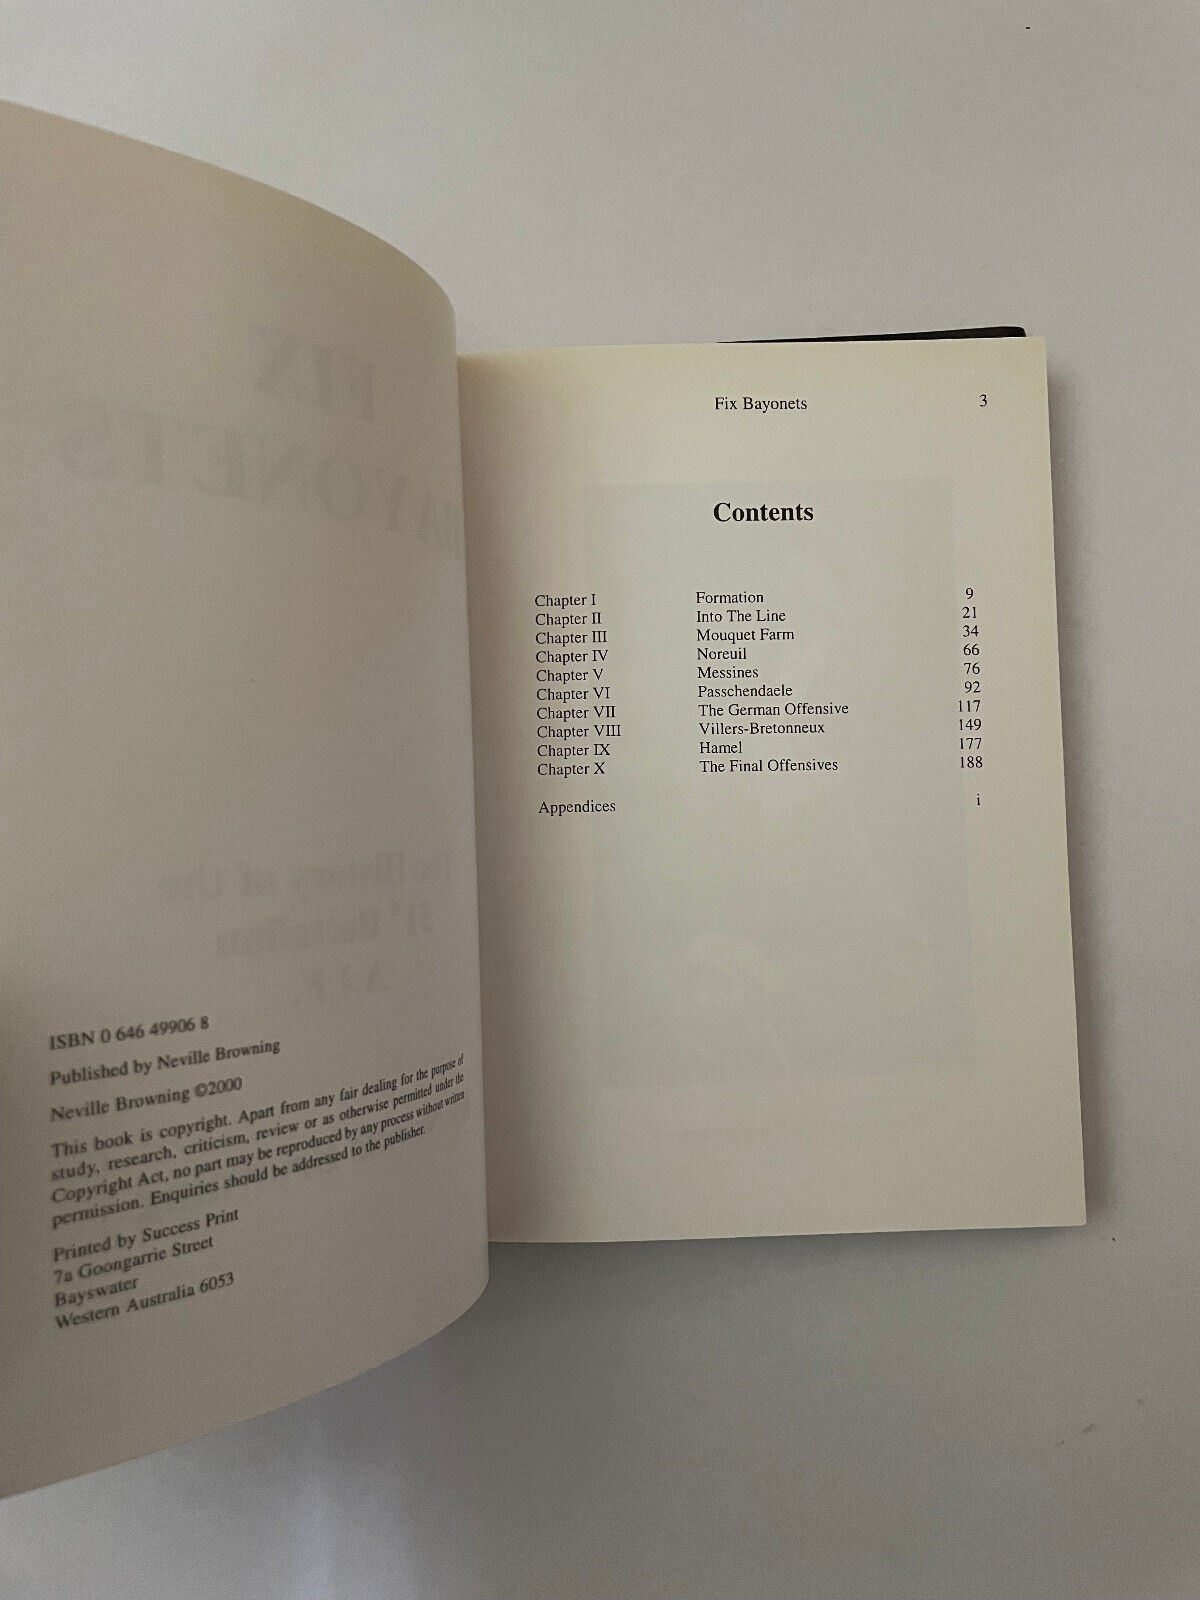 ISBN 0 646 49906 8
Published by Neville Browning
Neville Browning ©2000
This book is copyright. Apart from any fair dealing for the purpose of
study, research, criticism, review or as otherwise permitted under the
Copyright Act, no part may be reproduced by any process without written
permission. Enquiries should be addressed to the publisher.
Printed by Success Print
7a Goongarrie Street
Bayswater
Western Australia 6053
Fix Bayonets 3
Contents
Chapter I Formation 9
Chapter II Into The Line 21
Chapter III Mouquet Farm 34
Chapter IV Noreuil 66
Chapter V Messines 76
Chapter VI Passchendaele 92
Chapter VII The German Offensive 117
Chapter VIII Villers-Bretonneux 149
Chapter IX Hamel 177
Chapter X The Final Offensives 188
Appendices i